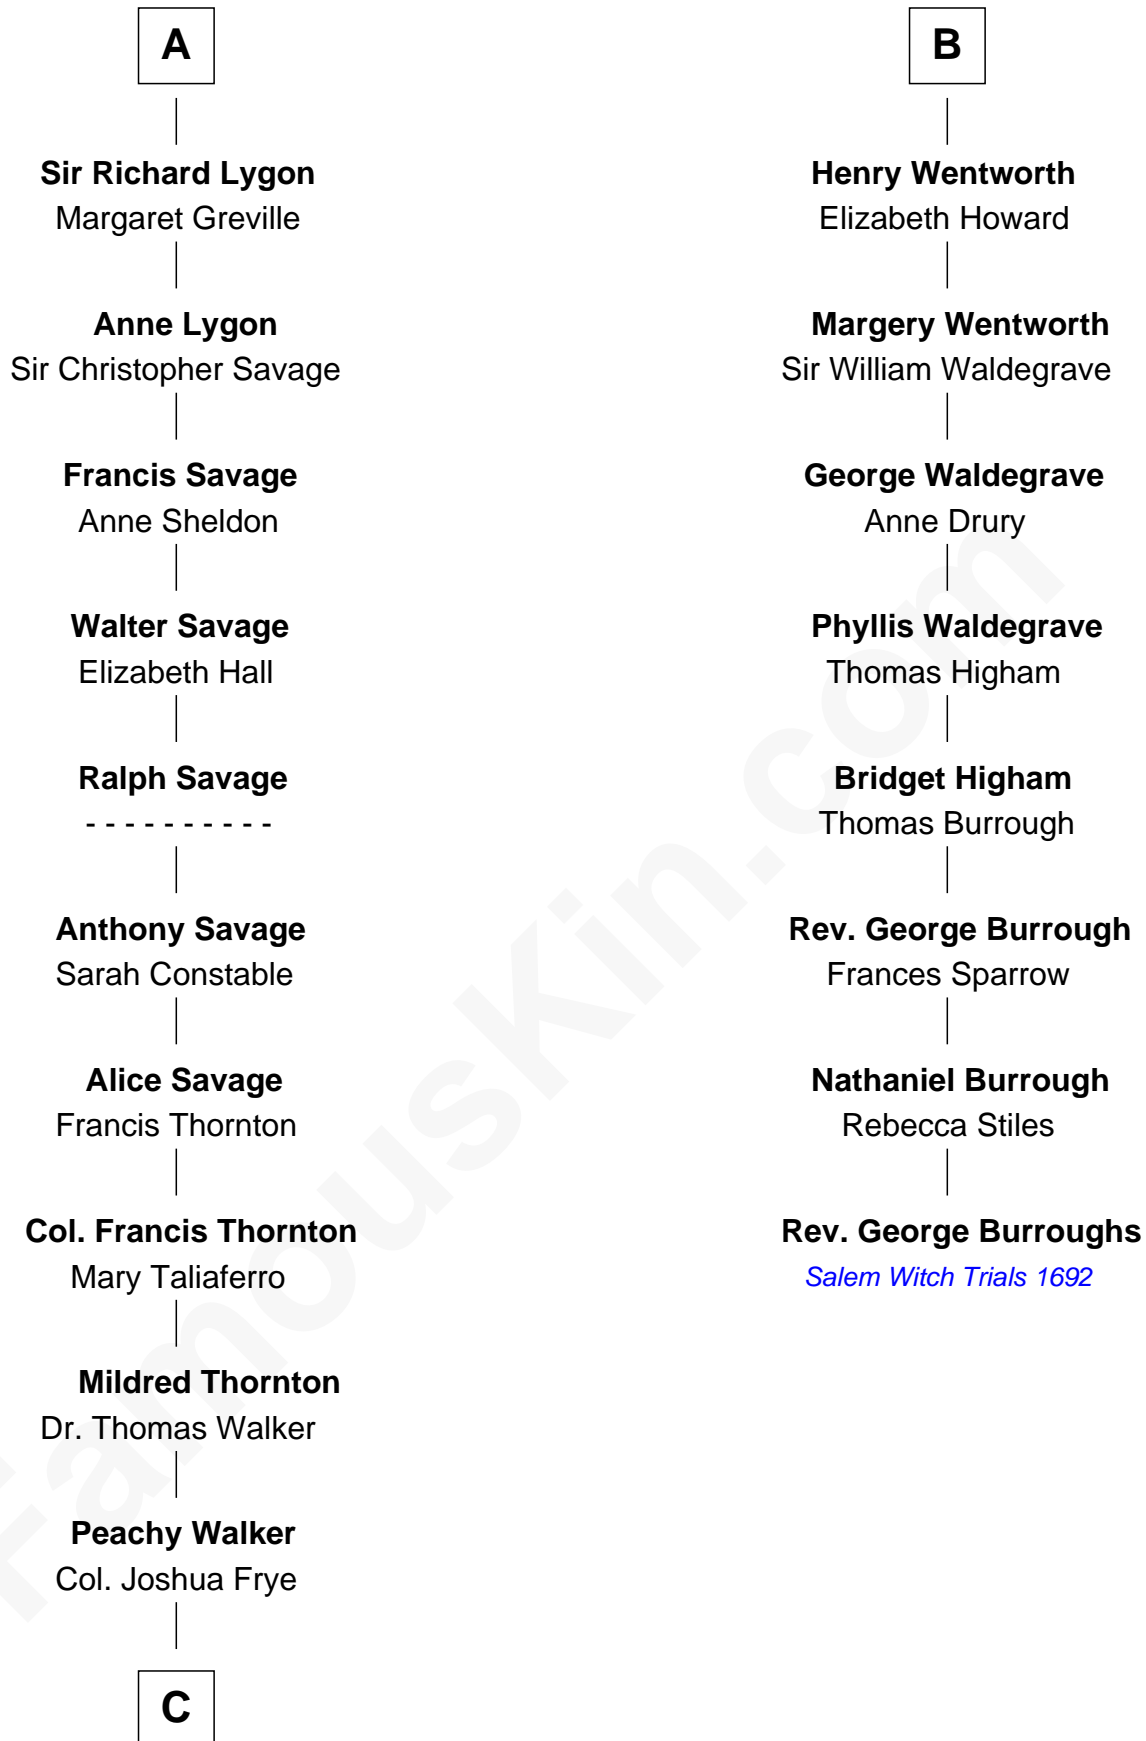 A
Sir Richard Lygon
Margaret Greville
Anne Lygon
Sir Christopher Savage
Francis Savage
Anne Sheldon
Walter Savage
Elizabeth Hall
Ralph Savage
- - - - - - - - - -
Anthony Savage
Sarah Constable
Alice Savage
Francis Thornton
Col. Francis Thornton
Mary Taliaferro
Mildred Thornton
Dr. Thomas Walker
Peachy Walker
Col. Joshua Frye
C
B
Henry Wentworth
Elizabeth Howard
Margery Wentworth
Sir William Waldegrave
George Waldegrave
Anne Drury
Phyllis Waldegrave
Thomas Higham
Bridget Higham
Thomas Burrough
Rev. George Burrough
Frances Sparrow
Nathaniel Burrough
Rebecca Stiles
Rev. George Burroughs
Salem Witch Trials 1692
FamousKin.com